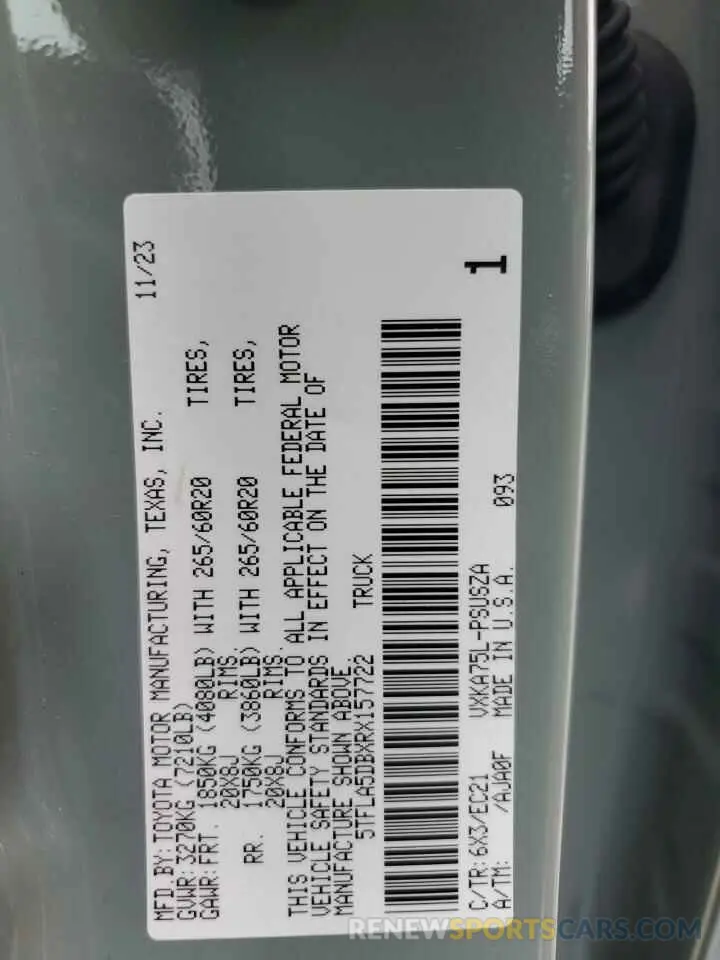 MFD.BY:TOYOTA MOTOR MANUFACTURING, TEXAS, INC. 11/23
GVWR:3270KG (7210LB)
GAWR:FRT. 1850KG (4080LB) WITH 265/60R20 TIRES,
20X8J RIMS.
RR. 1750KG (3860LB) WITH 265/60R20 TIRES,
20X8J RIMS.
THIS VEHICLE CONFORMS TO ALL APPLICABLE FEDERAL MOTOR
VEHICLE SAFETY STANDARDS IN EFFECT ON THE DATE OF
MANUFACTURE SHOWN ABOVE.
5TFLA5DBXRX157722 TRUCK
C/TR:6X3/EC21 VXKA75L-PSUSZA 1
A/TM: /AJA0F MADE IN U.S.A. 093
RENEWSPORTSCARS.COM